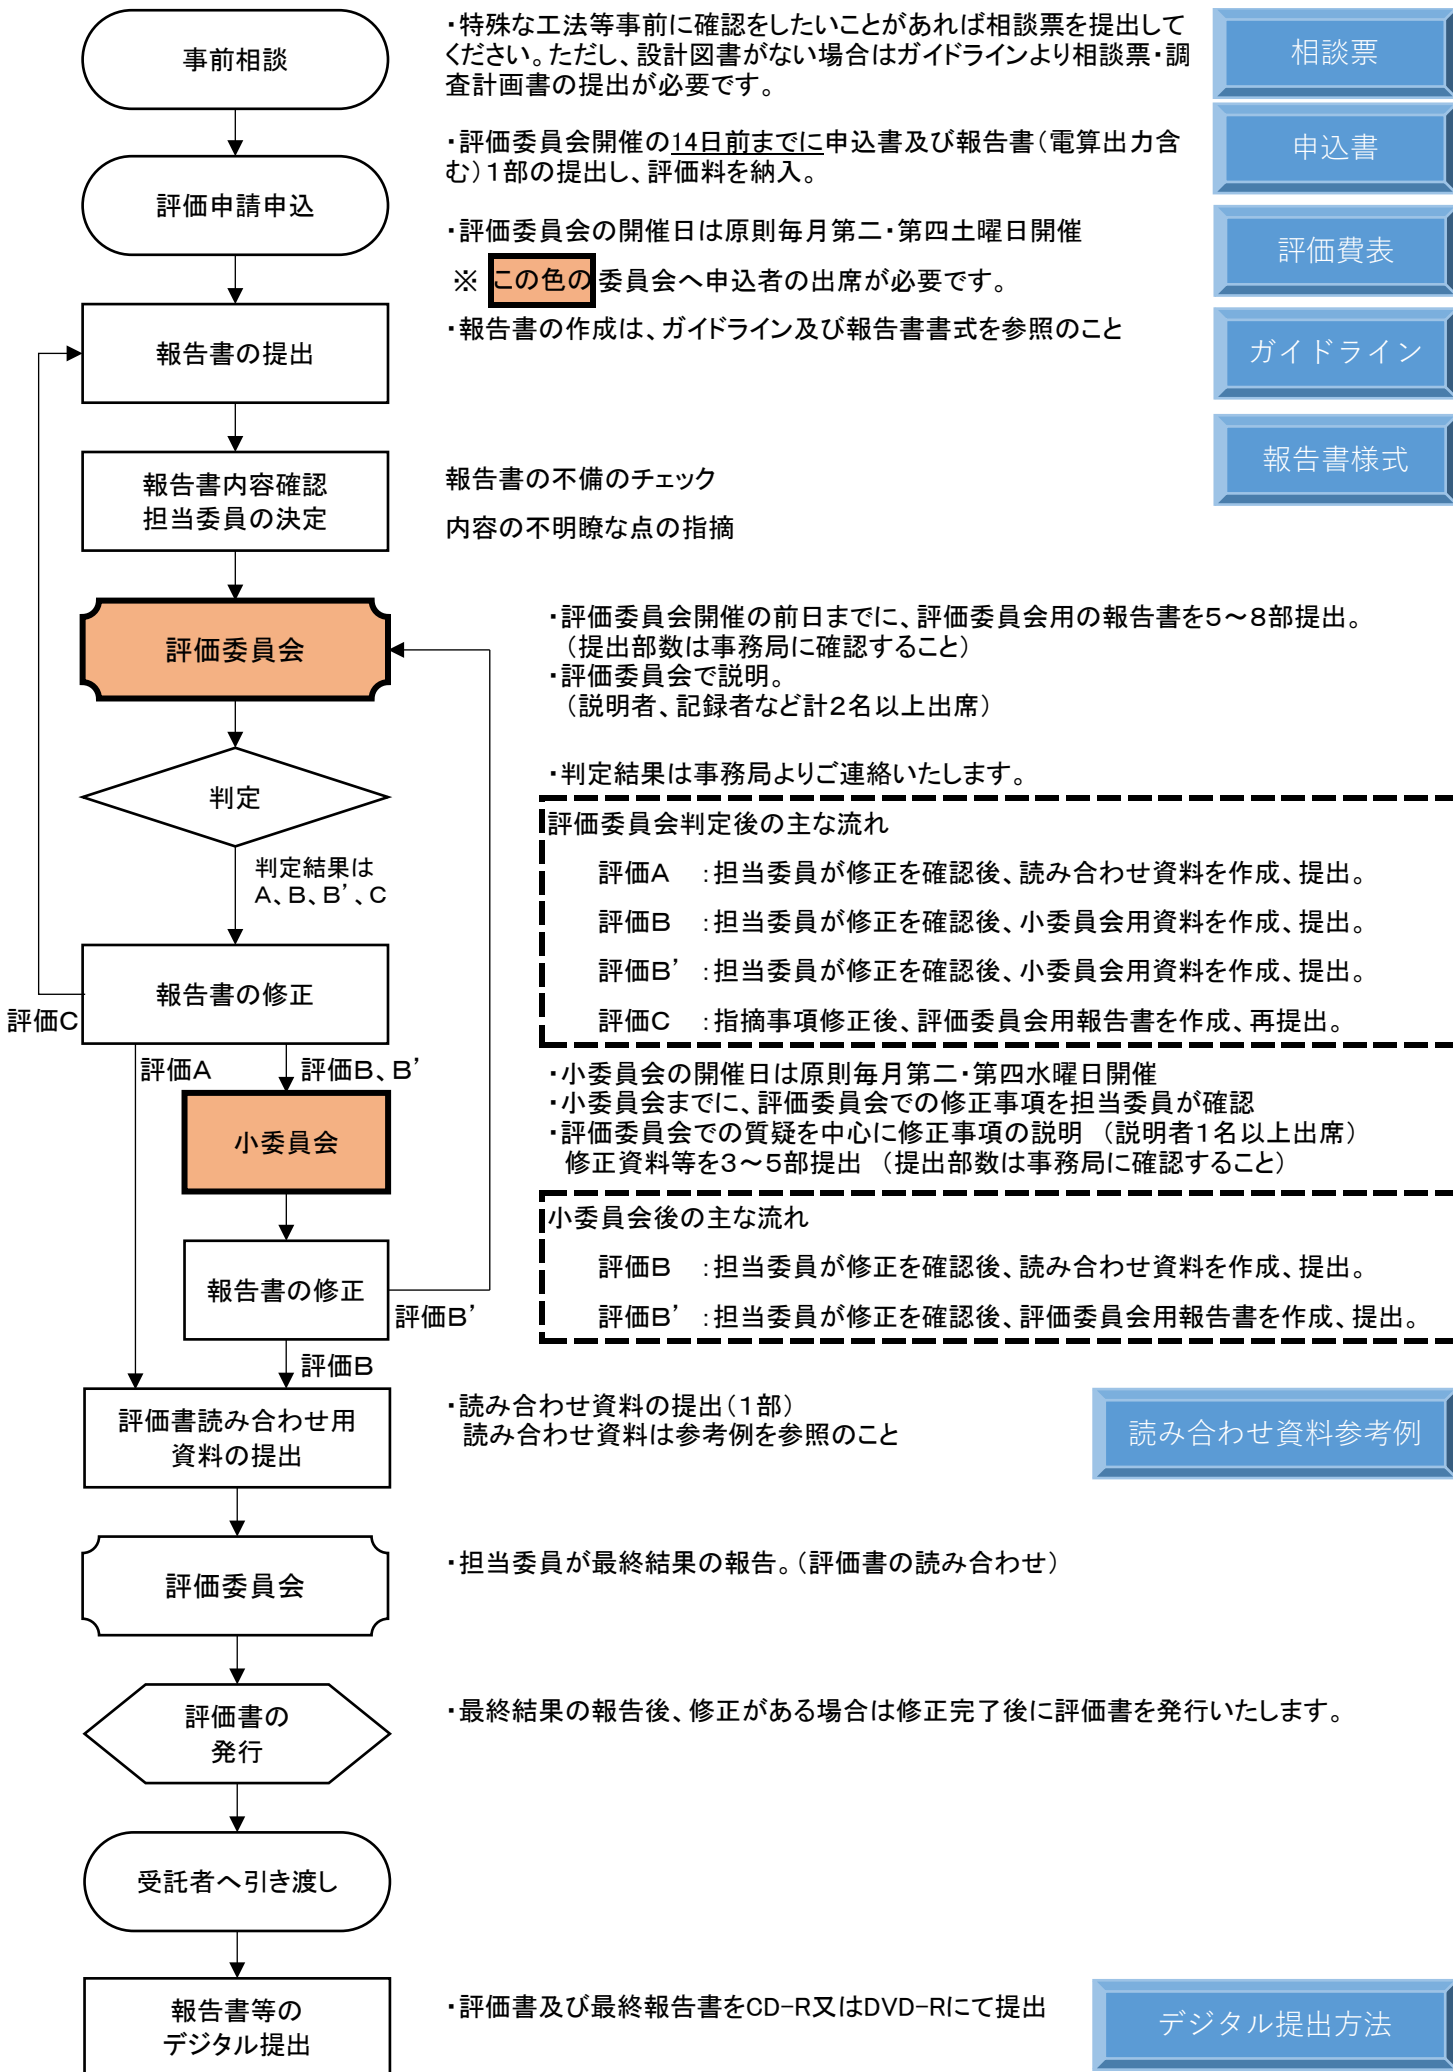 事前相談
・特殊な工法等事前に確認をしたいことがあれば相談票を提出して
ください。ただし、設計図書がない場合はガイドラインより相談票・調
査計画書の提出が必要です。
相談票
・評価委員会開催の14日前までに申込書及び報告書（電算出力含
む）1部の提出し、評価料を納入。
申込書
評価申請申込
・評価委員会の開催日は原則毎月第二・第四土曜日開催
評価費表
※ この色の 委員会へ申込者の出席が必要です。
・報告書の作成は、ガイドライン及び報告書書式を参照のこと
ガイドライン
報告書の提出
報告書様式
報告書内容確認
担当委員の決定
報告書の不備のチェック
内容の不明瞭な点の指摘
評価委員会
・評価委員会開催の前日までに、評価委員会用の報告書を5～8部提出。
（提出部数は事務局に確認すること）
・評価委員会で説明。
（説明者、記録者など計2名以上出席）
判定
・判定結果は事務局よりご連絡いたします。
判定結果は
A、B、B’、C
評価委員会判定後の主な流れ
評価A ：担当委員が修正を確認後、読み合わせ資料を作成、提出。
評価B ：担当委員が修正を確認後、小委員会用資料を作成、提出。
評価B’ ：担当委員が修正を確認後、小委員会用資料を作成、提出。
評価C ：指摘事項修正後、評価委員会用報告書を作成、再提出。
報告書の修正
評価C
評価A
評価B、B’
・小委員会の開催日は原則毎月第二・第四水曜日開催
・小委員会までに、評価委員会での修正事項を担当委員が確認
・評価委員会での質疑を中心に修正事項の説明 （説明者1名以上出席）
修正資料等を3～5部提出 （提出部数は事務局に確認すること）
小委員会
小委員会後の主な流れ
評価B ：担当委員が修正を確認後、読み合わせ資料を作成、提出。
評価B’ ：担当委員が修正を確認後、評価委員会用報告書を作成、提出。
報告書の修正
評価B’
評価B
評価書読み合わせ用
資料の提出
・読み合わせ資料の提出（1部）
読み合わせ資料は参考例を参照のこと
読み合わせ資料参考例
評価委員会
・担当委員が最終結果の報告。（評価書の読み合わせ）
評価書の
発行
・最終結果の報告後、修正がある場合は修正完了後に評価書を発行いたします。
受託者へ引き渡し
報告書等の
デジタル提出
・評価書及び最終報告書をCD-R又はDVD-Rにて提出
デジタル提出方法